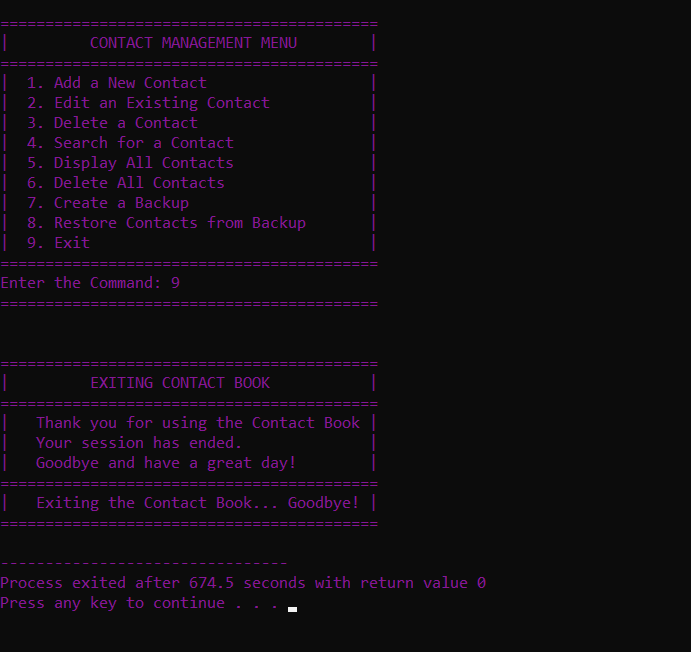 ==========================================
|         CONTACT MANAGEMENT MENU        |
==========================================
|  1. Add a New Contact                  |
|  2. Edit an Existing Contact           |
|  3. Delete a Contact                   |
|  4. Search for a Contact               |
|  5. Display All Contacts               |
|  6. Delete All Contacts                |
|  7. Create a Backup                    |
|  8. Restore Contacts from Backup       |
|  9. Exit                               |
==========================================
Enter the Command: 9
==========================================
==========================================
|         EXITING CONTACT BOOK           |
==========================================
|   Thank you for using the Contact Book |
|   Your session has ended.              |
|   Goodbye and have a great day!        |
==========================================
|   Exiting the Contact Book... Goodbye! |
==========================================
--------------------------------
Process exited after 674.5 seconds with return value 0
Press any key to continue . . .